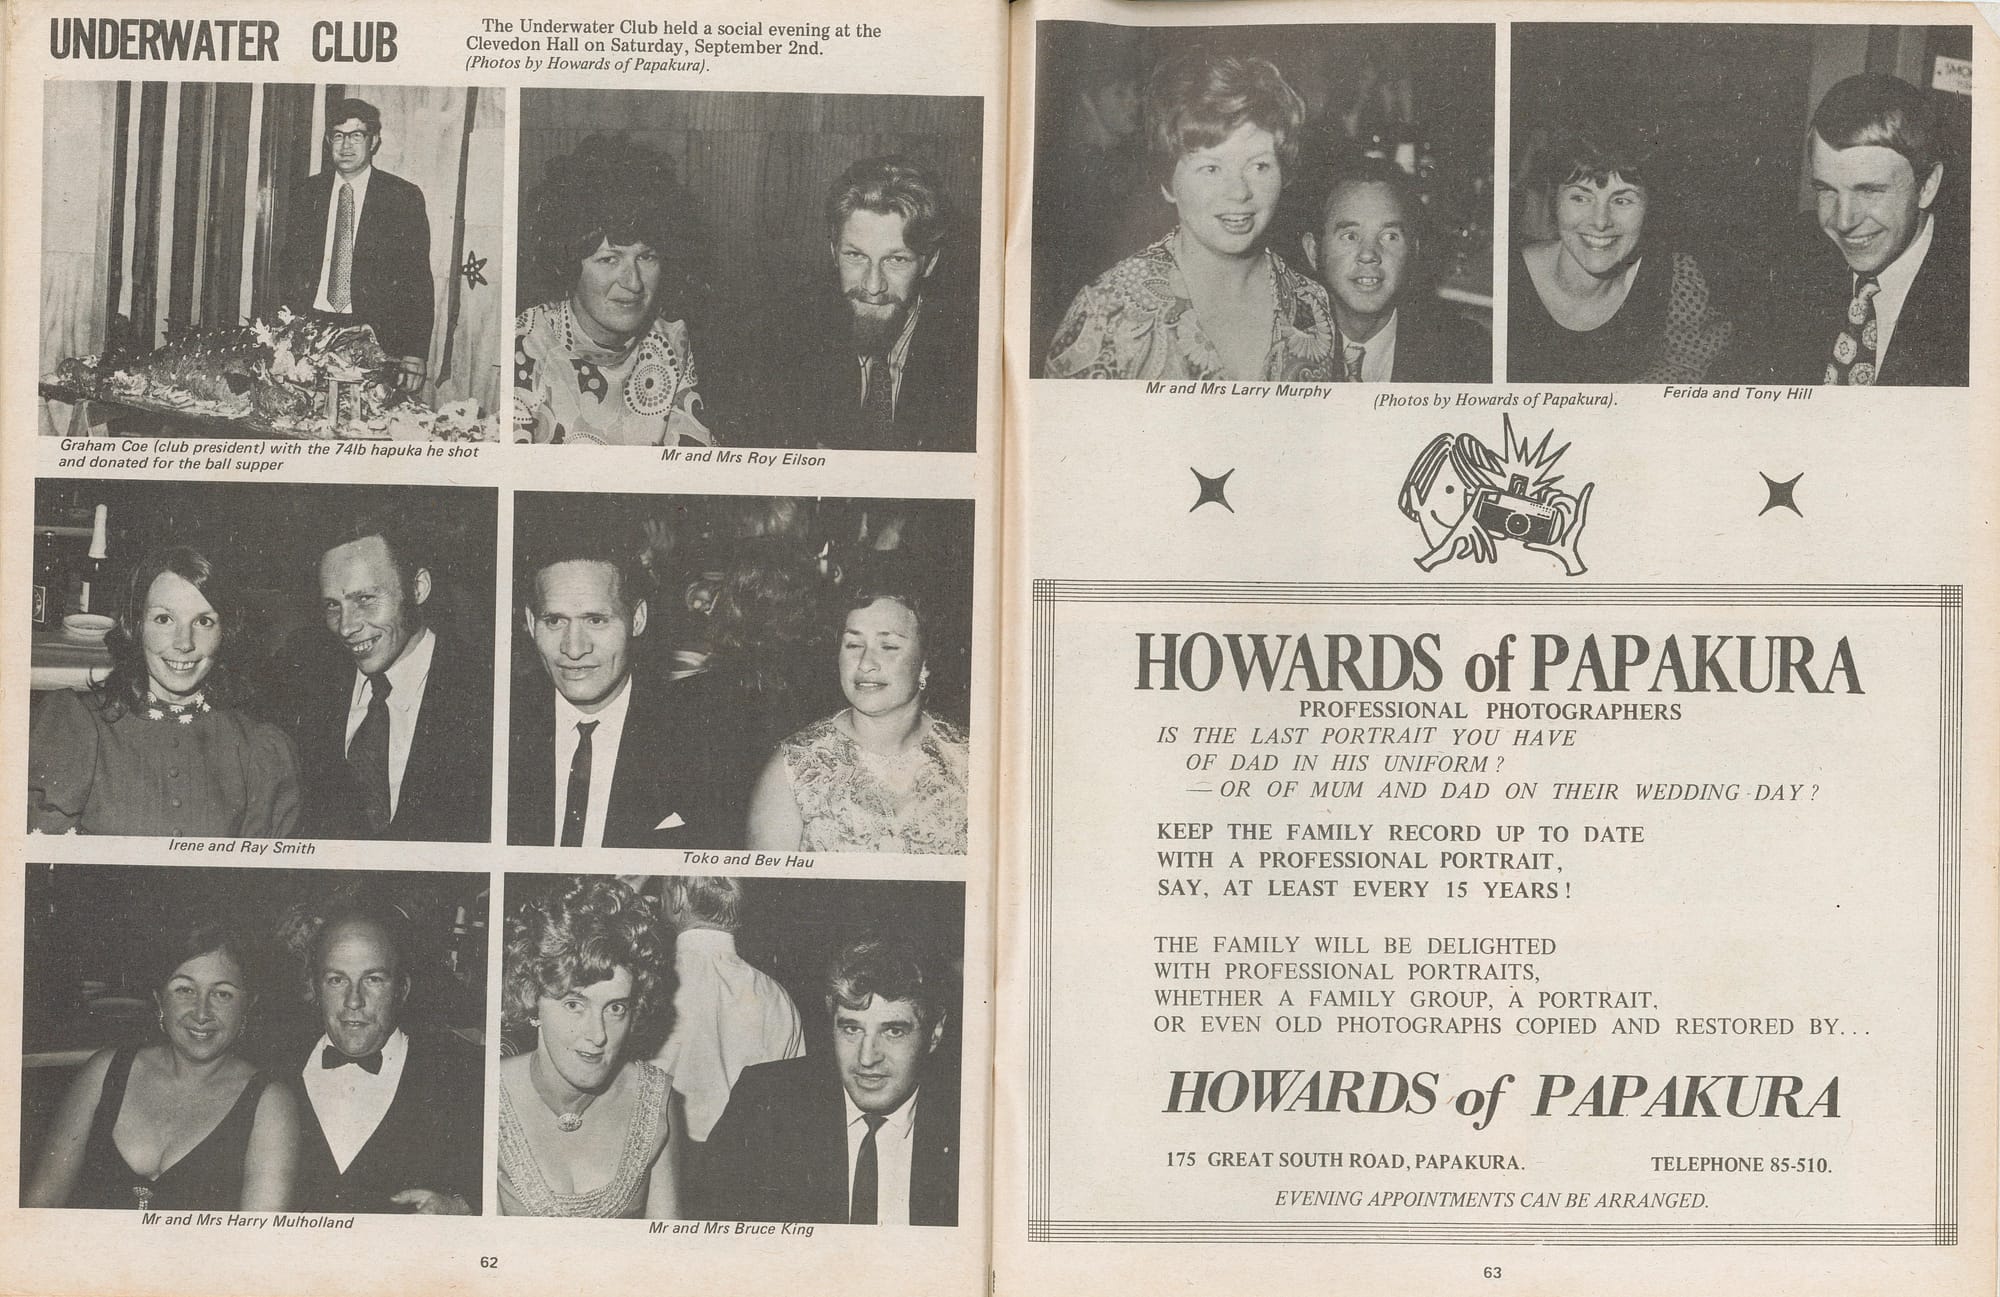 UNDERWATER CLUB
The Underwater Club held a social evening at the
Clevedon Hall on Saturday, September 2nd.
(Photos by Howards of Papakura).
Graham Coe (club president) with the 74lb hapuka he shot
and donated for the ball supper
Mr and Mrs Roy Eilson
Irene and Ray Smith
Toko and Bev Hau
Mr and Mrs Harry Mulholland
Mr and Mrs Bruce King
62
Mr and Mrs Larry Murphy
(Photos by Howards of Papakura).
Ferida and Tony Hill
HOWARDS of PAPAKURA
PROFESSIONAL PHOTOGRAPHERS
IS THE LAST PORTRAIT YOU HAVE
OF DAD IN HIS UNIFORM?
— OR OF MUM AND DAD ON THEIR WEDDING DAY?
KEEP THE FAMILY RECORD UP TO DATE
WITH A PROFESSIONAL PORTRAIT,
SAY, AT LEAST EVERY 15 YEARS!
THE FAMILY WILL BE DELIGHTED
WITH PROFESSIONAL PORTRAITS,
WHETHER A FAMILY GROUP, A PORTRAIT,
OR EVEN OLD PHOTOGRAPHS COPIED AND RESTORED BY...
HOWARDS of PAPAKURA
175 GREAT SOUTH ROAD, PAPAKURA.
TELEPHONE 85-510.
EVENING APPOINTMENTS CAN BE ARRANGED.
63